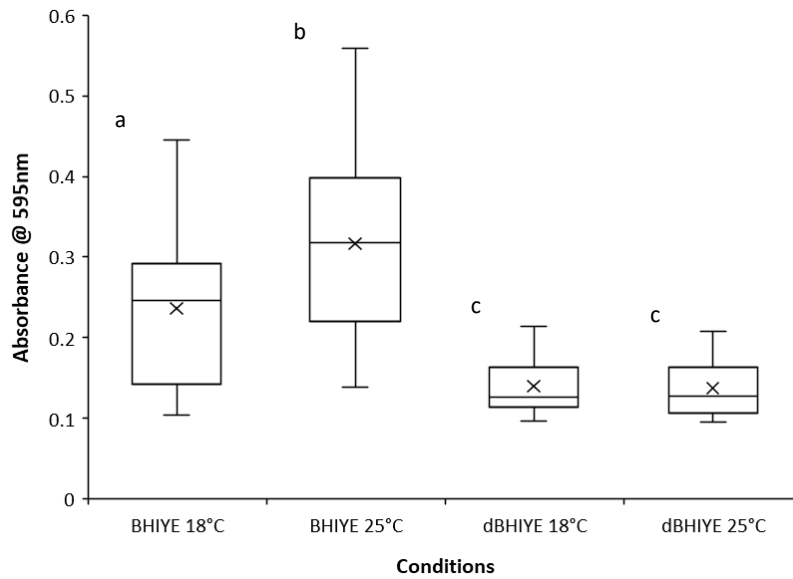 0.6
0.5
0.4
0.3
0.2
0.1
0
Absorbance @ 595nm
a
b
c
c
BHIYE 18°C
BHIYE 25°C
dBHIYE 18°C
dBHIYE 25°C
Conditions